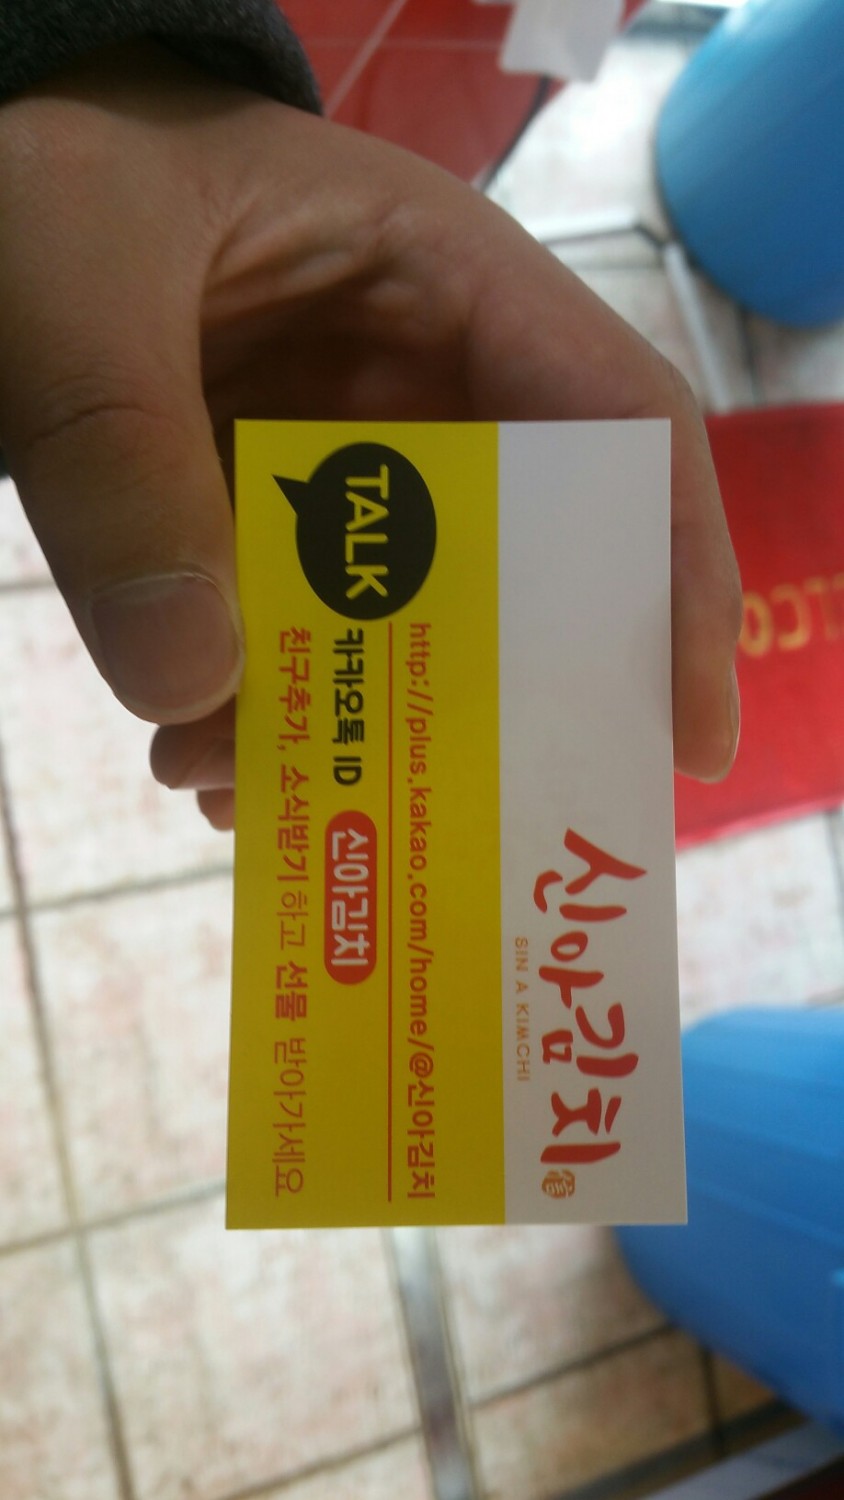 신아김치
SIN A KIMCHI
http://plus.kakao.com/home/@신아김치
TALK
카카오톡 ID 신아김치
친구추가, 소식받기 하고 선물 받아가세요